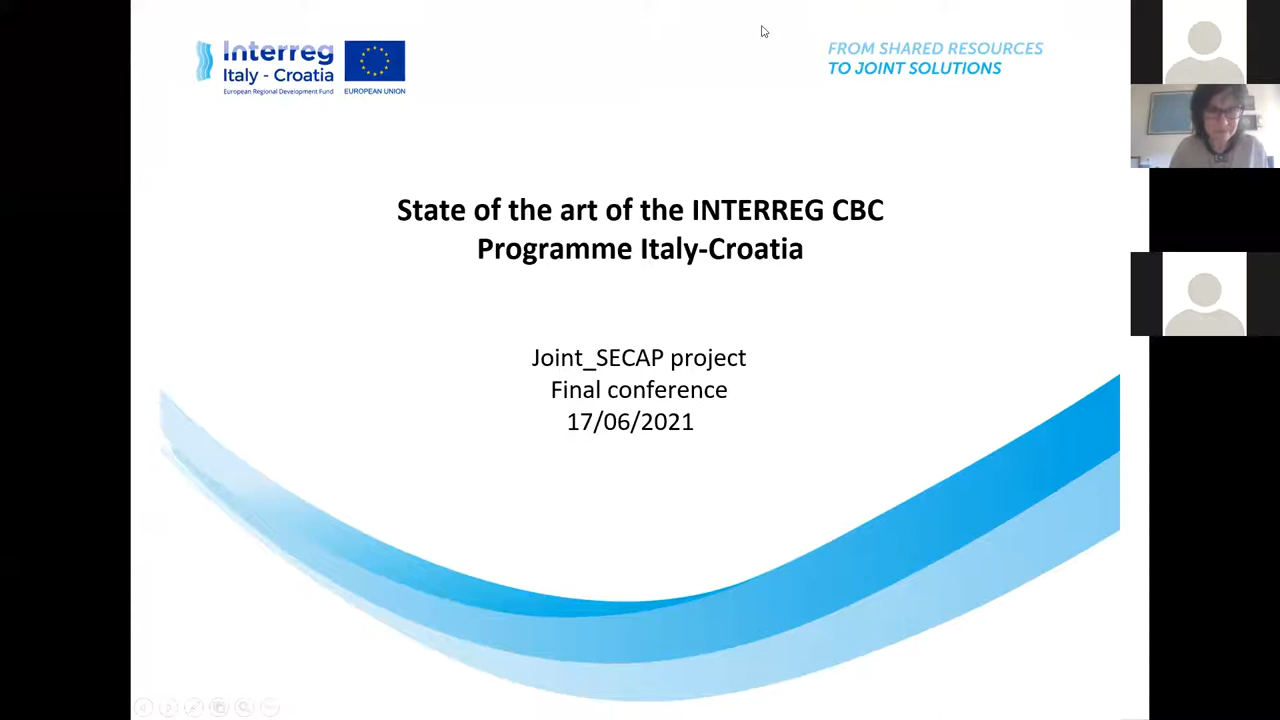 Interreg
Italy - Croatia
European Regional Development Fund
EUROPEAN UNION
FROM SHARED RESOURCES
TO JOINT SOLUTIONS
State of the art of the INTERREG CBC
Programme Italy-Croatia
Joint_SECAP project
Final conference
17/06/2021